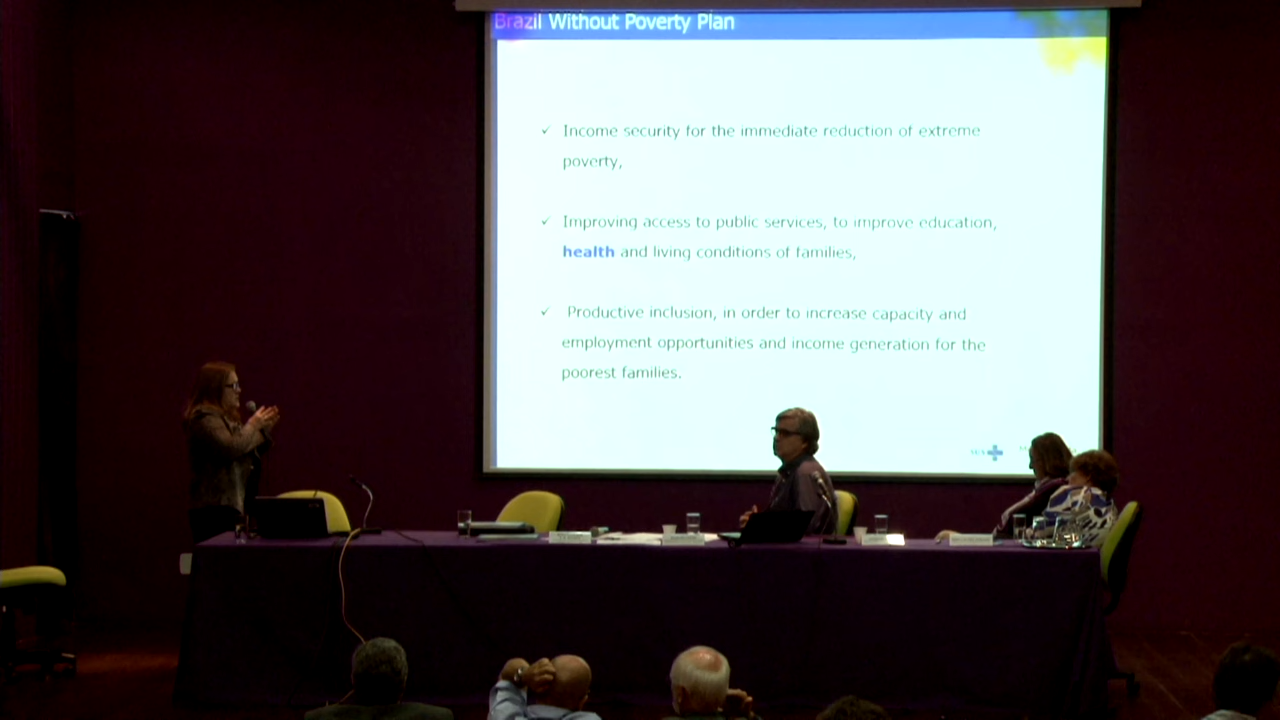 Brazil Without Poverty Plan
✓ Income security for the immediate reduction of extreme
poverty,
✓ Improving access to public services, to improve education,
health and living conditions of families,
✓ Productive inclusion, in order to increase capacity and
employment opportunities and income generation for the
poorest families.